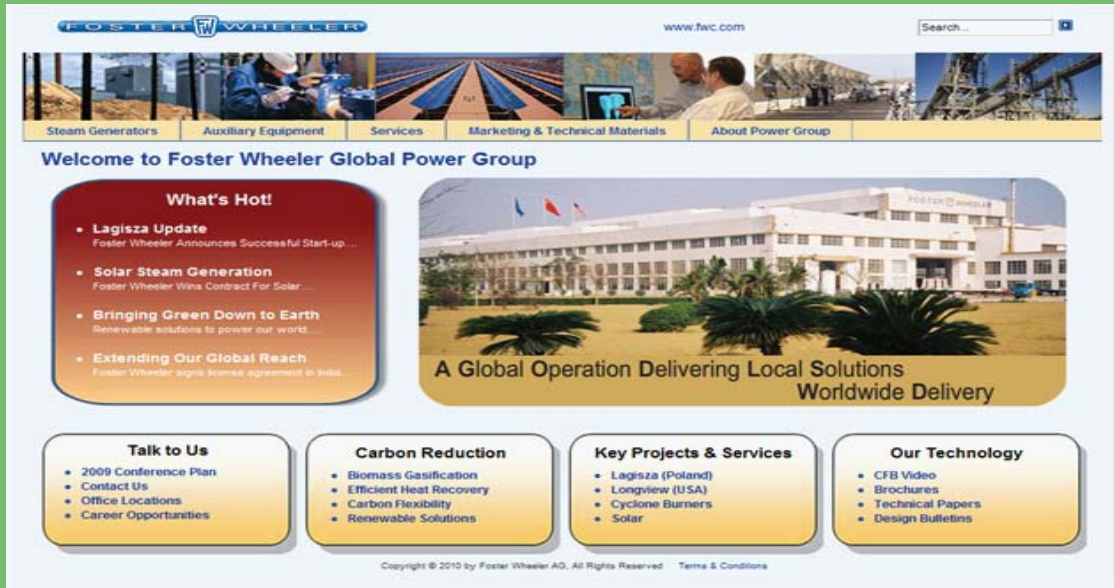 FOSTER FW WHEELER
www.fwc.com
Search...
Steam Generators
Auxiliary Equipment
Services
Marketing & Technical Materials
About Power Group
Welcome to Foster Wheeler Global Power Group
What's Hot!
• Lagisza Update
Foster Wheeler Announces Successful Start-up....
• Solar Steam Generation
Foster Wheeler Wins Contract For Solar....
• Bringing Green Down to Earth
Renewable solutions to power our world....
• Extending Our Global Reach
Foster Wheeler signs license agreement in India....
FOSTER WHEELER
A Global Operation Delivering Local Solutions
Worldwide Delivery
Talk to Us
• 2009 Conference Plan
• Contact Us
• Office Locations
• Career Opportunities
Carbon Reduction
• Biomass Gasification
• Efficient Heat Recovery
• Carbon Flexibility
• Renewable Solutions
Key Projects & Services
• Lagisza (Poland)
• Longview (USA)
• Cyclone Burners
• Solar
Our Technology
• CFB Video
• Brochures
• Technical Papers
• Design Bulletins
Copyright © 2010 by Foster Wheeler AG, All Rights Reserved Terms & Conditions